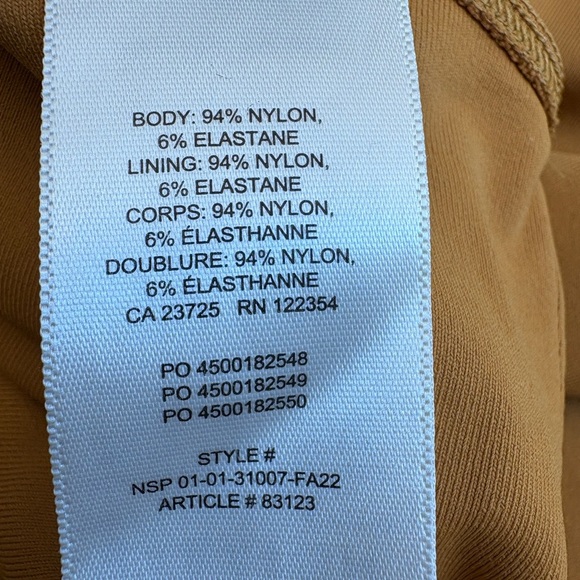 BODY: 94% NYLON,
6% ELASTANE
LINING: 94% NYLON,
6% ELASTANE
CORPS: 94% NYLON,
6% ÉLASTHANNE
DOUBLURE: 94% NYLON,
6% ÉLASTHANNE
CA 23725 RN 122354
PO 4500182548
PO 4500182549
PO 4500182550
STYLE #
NSP 01-01-31007-FA22
ARTICLE # 83123